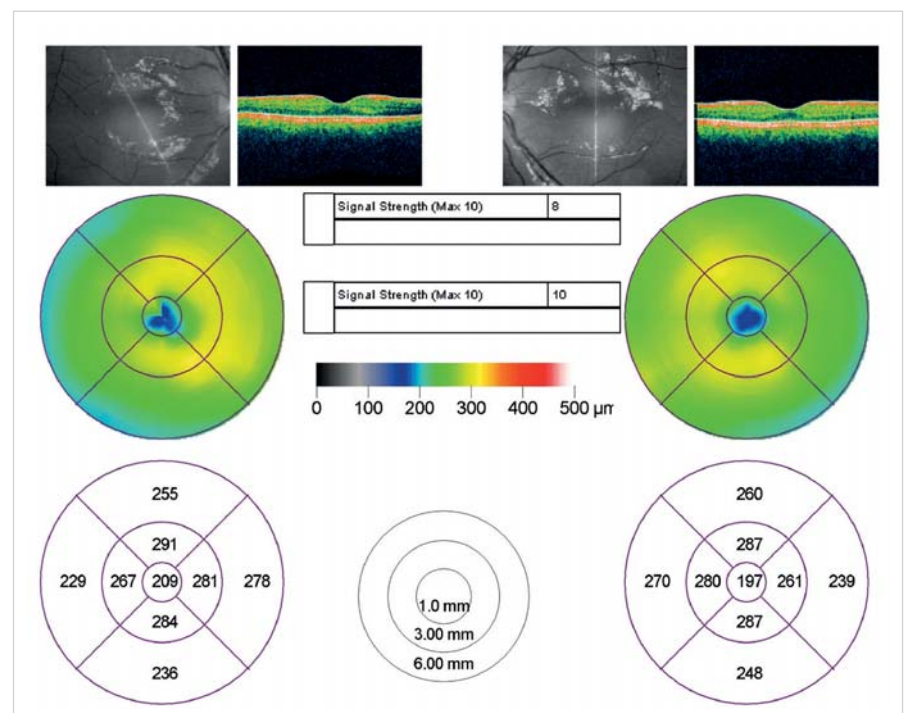 Signal Strength (Max 10) 8
Signal Strength (Max 10) 10
0 100 200 300 400 500 μm
255
291
229 267 209 281 278
284
236
1.0 mm
3.00 mm
6.00 mm
260
287
270 280 197 261 239
287
248